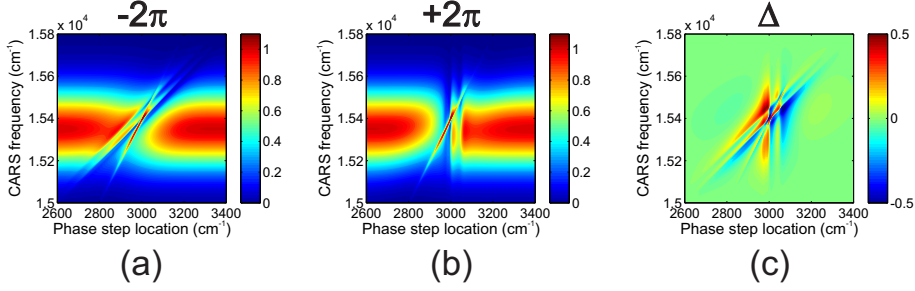 -2π
+2π
Δ
x 10⁴
x 10⁴
x 10⁴
CARS frequency (cm⁻¹)
1.58
1.56
1.54
1.52
1.5
2600 2800 3000 3200 3400
Phase step location (cm⁻¹)
1
0.8
0.6
0.4
0.2
0
CARS frequency (cm⁻¹)
1.58
1.56
1.54
1.52
1.5
2600 2800 3000 3200 3400
Phase step location (cm⁻¹)
1
0.8
0.6
0.4
0.2
0
CARS frequency (cm⁻¹)
1.58
1.56
1.54
1.52
1.5
2600 2800 3000 3200 3400
Phase step location (cm⁻¹)
0.5
0
-0.5
(a)
(b)
(c)